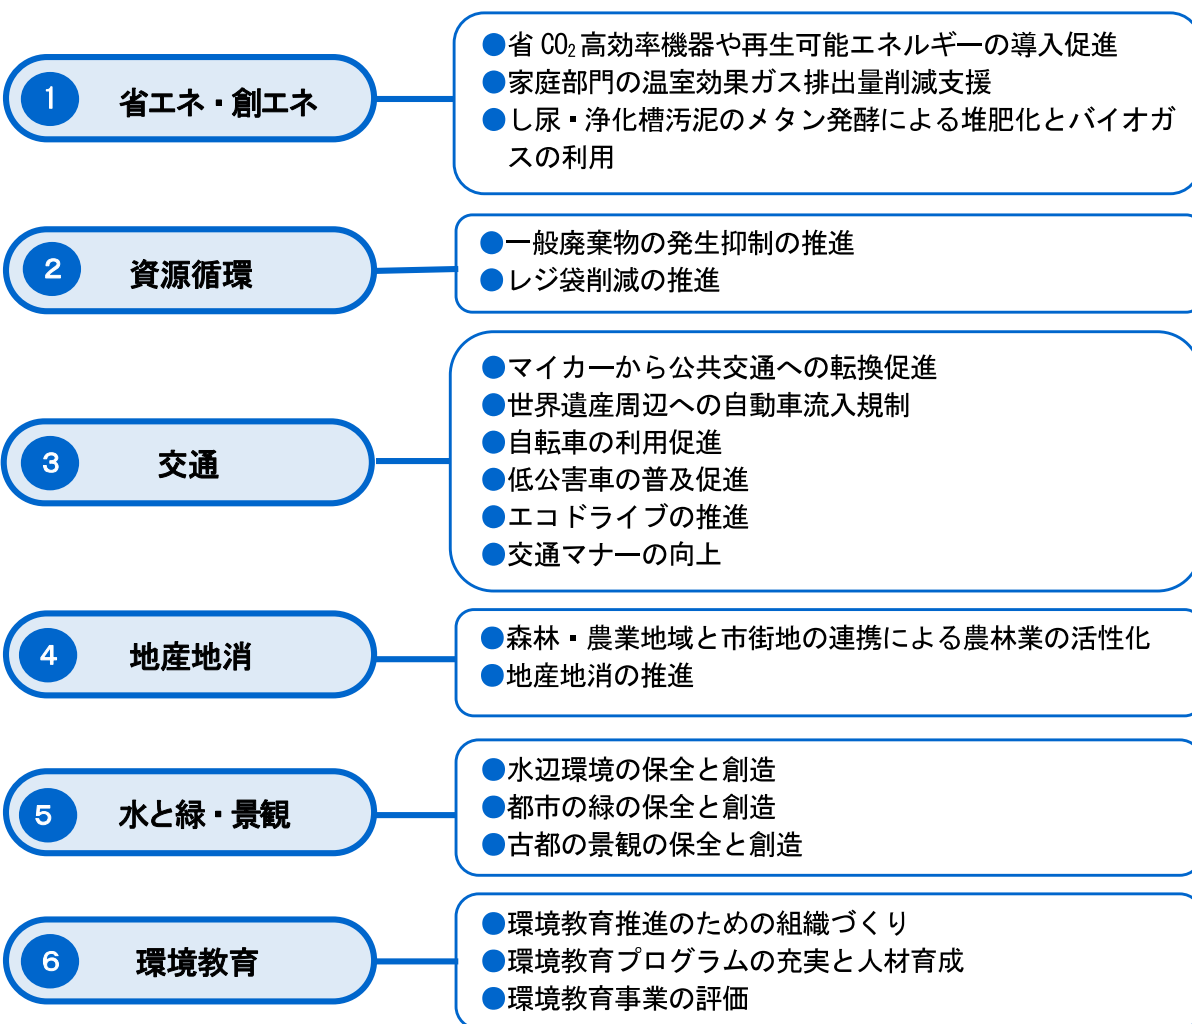 1 省エネ・創エネ
●省 CO₂高効率機器や再生可能エネルギーの導入促進
●家庭部門の温室効果ガス排出量削減支援
●し尿・浄化槽汚泥のメタン発酵による堆肥化とバイオガ
スの利用
2 資源循環
●一般廃棄物の発生抑制の推進
●レジ袋削減の推進
3 交通
●マイカーから公共交通への転換促進
●世界遺産周辺への自動車流入規制
●自転車の利用促進
●低公害車の普及促進
●エコドライブの推進
●交通マナーの向上
4 地産地消
●森林・農業地域と市街地の連携による農林業の活性化
●地産地消の推進
5 水と緑・景観
●水辺環境の保全と創造
●都市の緑の保全と創造
●古都の景観の保全と創造
6 環境教育
●環境教育推進のための組織づくり
●環境教育プログラムの充実と人材育成
●環境教育事業の評価